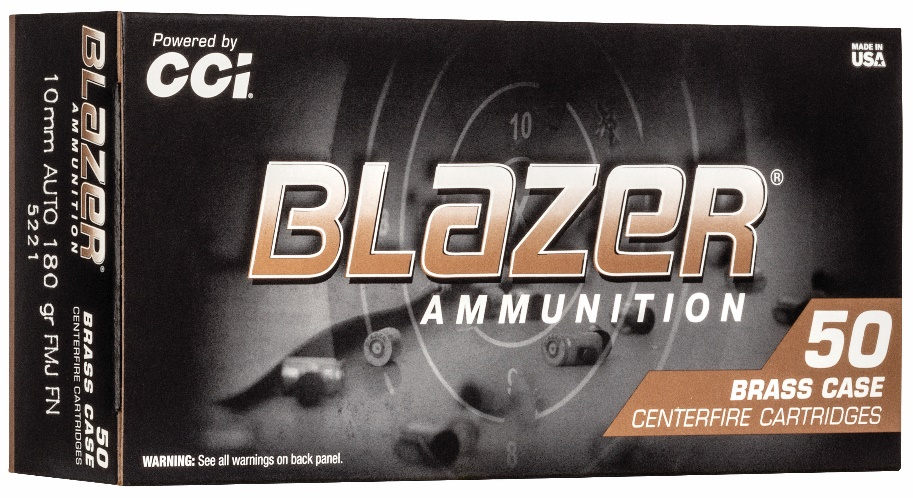 Powered by
CCI®
MADE IN
USA
10
BLAZER®
AMMUNITION
50
BRASS CASE
CENTERFIRE CARTRIDGES
WARNING: See all warnings on back panel.
BLAZER®
AMMUNITION
10mm AUTO 180 gr FMJ FN
5221
50
BRASS CASE
CENTERFIRE CARTRIDGES